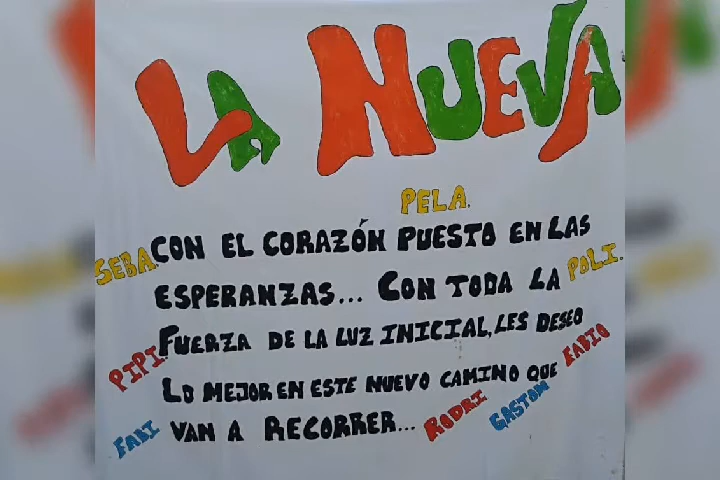 LA NUEVA
PELA.
SEBA.
CON EL CORAZÓN PUESTO EN LAS
ESPERANZAS... CON TODA LA
POLI.
PIPI.
FUERZA DE LA LUZ INICIAL, LES DESEO
LO MEJOR EN ESTE NUEVO CAMINO QUE
FABIO
FABI
VAN A RECORRER...
RODRI
GASTON